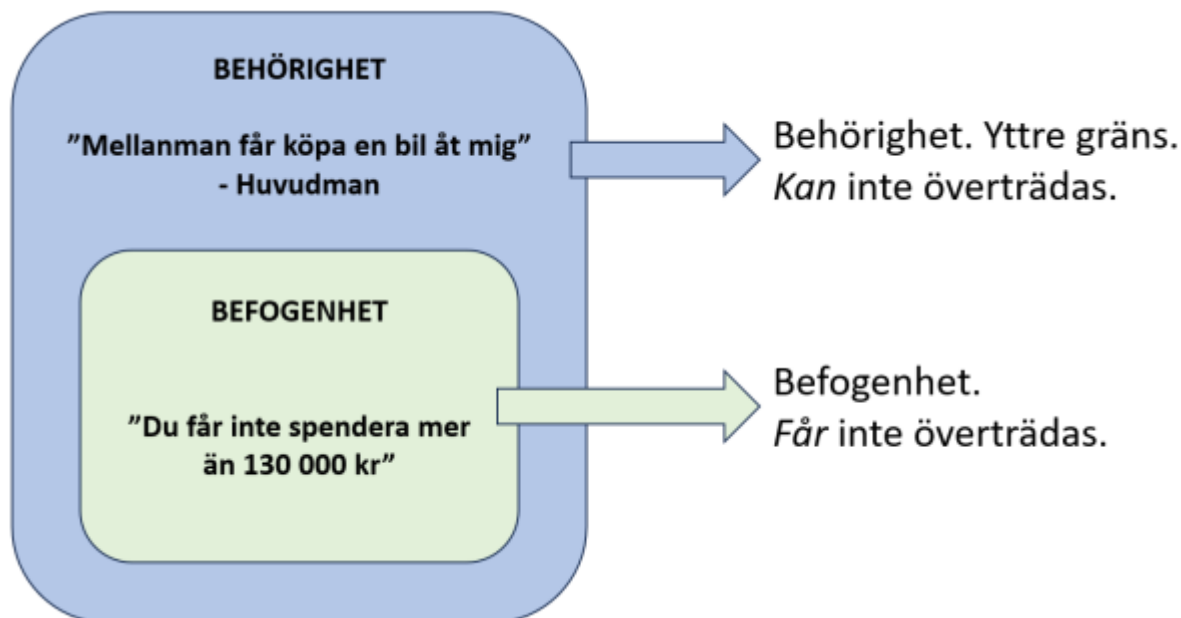 BEHÖRIGHET
”Mellanman får köpa en bil åt mig”
- Huvudman
Behörighet. Yttre gräns.
Kan inte överträdas.
BEFOGENHET
”Du får inte spendera mer
än 130 000 kr”
Befogenhet.
Får inte överträdas.